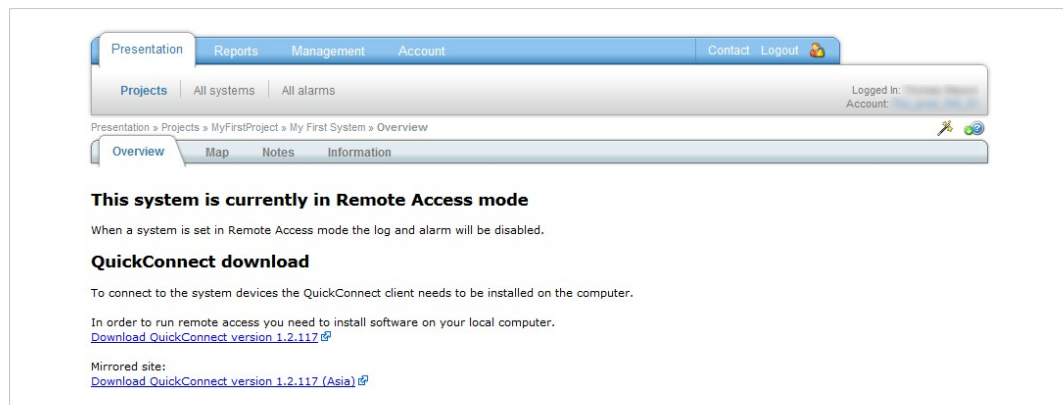 Presentation Reports Management Account Contact Logout
Projects All systems All alarms Logged In:
Account:
Presentation » Projects » MyFirstProject » My First System » Overview
Overview Map Notes Information
This system is currently in Remote Access mode
When a system is set in Remote Access mode the log and alarm will be disabled.
QuickConnect download
To connect to the system devices the QuickConnect client needs to be installed on the computer.
In order to run remote access you need to install software on your local computer.
Download QuickConnect version 1.2.117
Mirrored site:
Download QuickConnect version 1.2.117 (Asia)